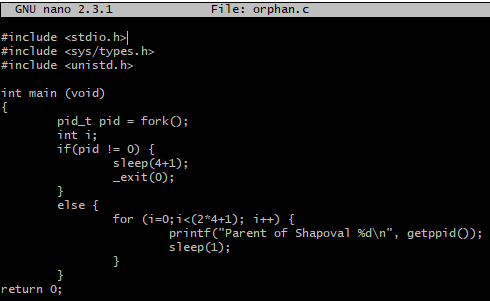 GNU nano 2.3.1 File: orphan.c
#include <stdio.h>
#include <sys/types.h>
#include <unistd.h>
int main (void)
{
pid_t pid = fork();
int i;
if(pid != 0) {
sleep(4+1);
_exit(0);
}
else {
for (i=0;i<(2*4+1); i++) {
printf("Parent of Shapoval %d\n", getppid());
sleep(1);
}
}
return 0;